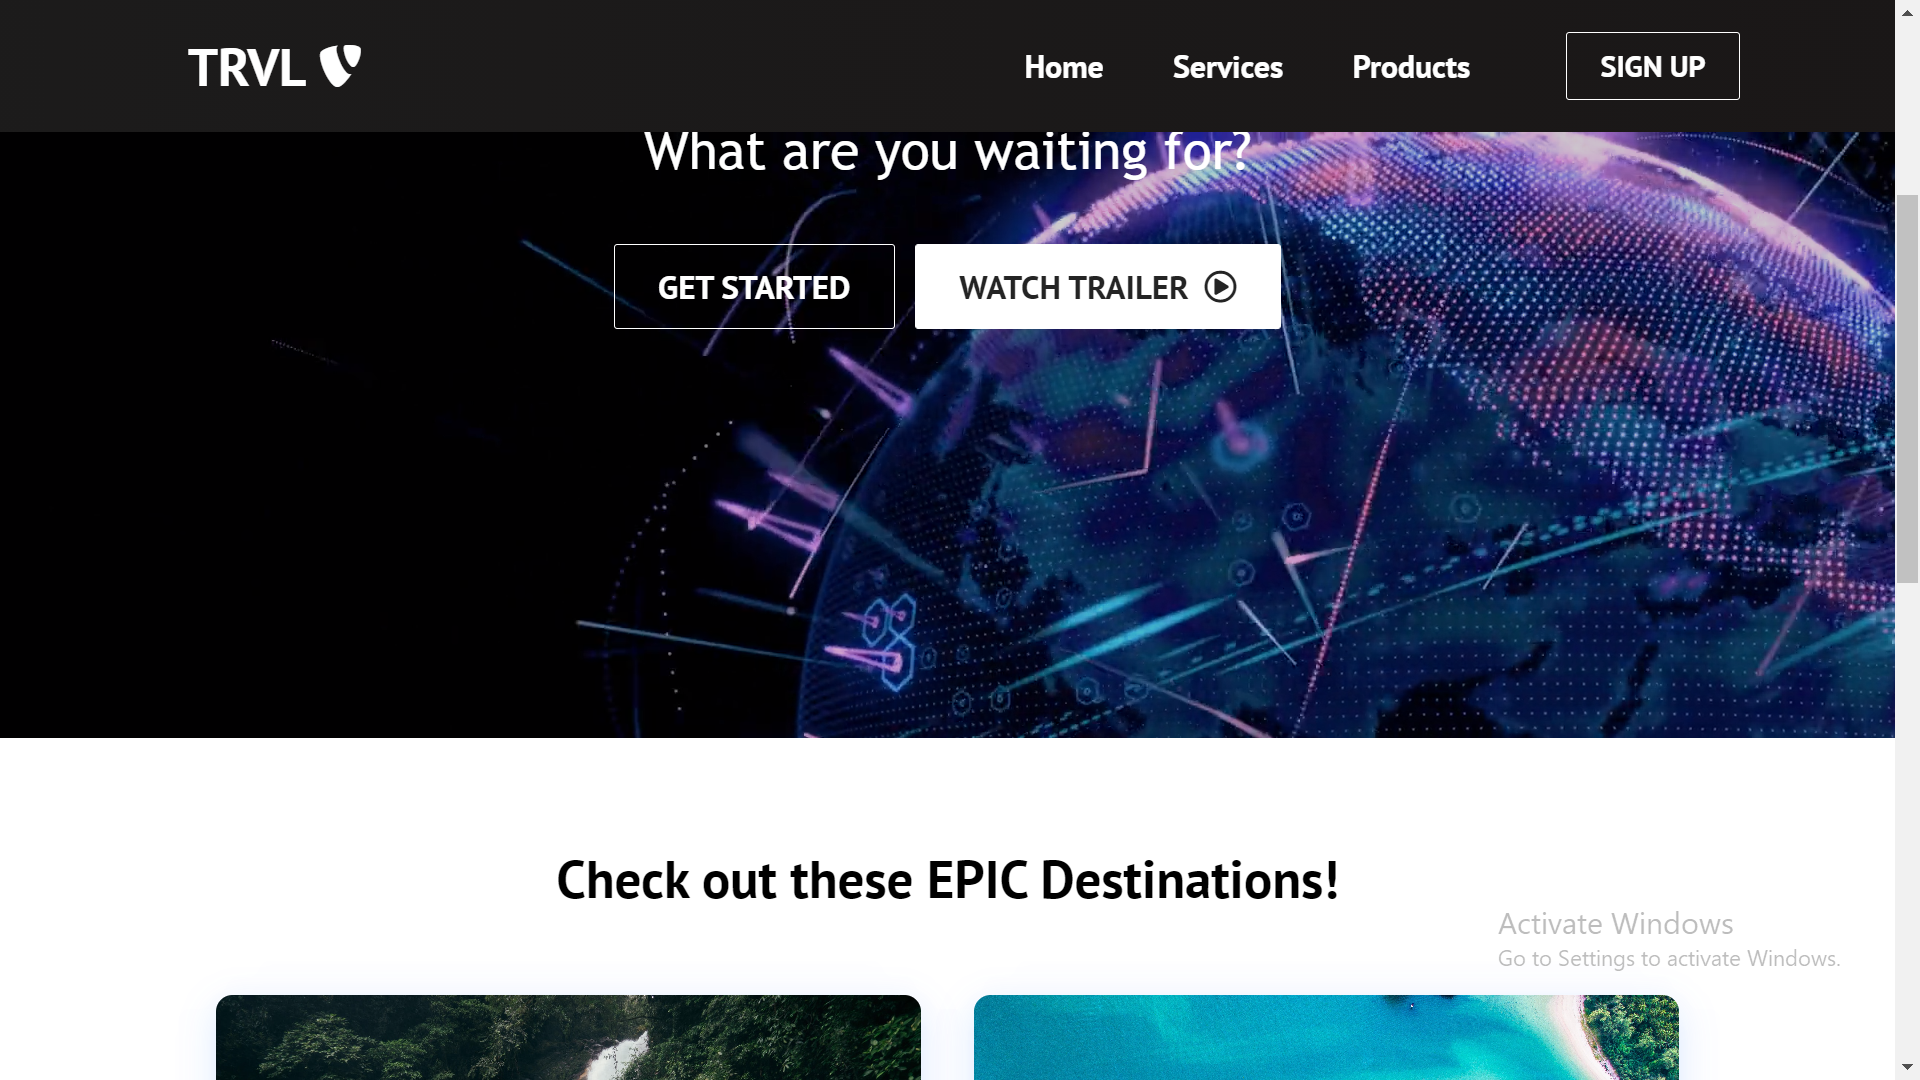 TRVL
Home
Services
Products
SIGN UP
What are you waiting for?
GET STARTED
WATCH TRAILER
Check out these EPIC Destinations!
Activate Windows
Go to Settings to activate Windows.